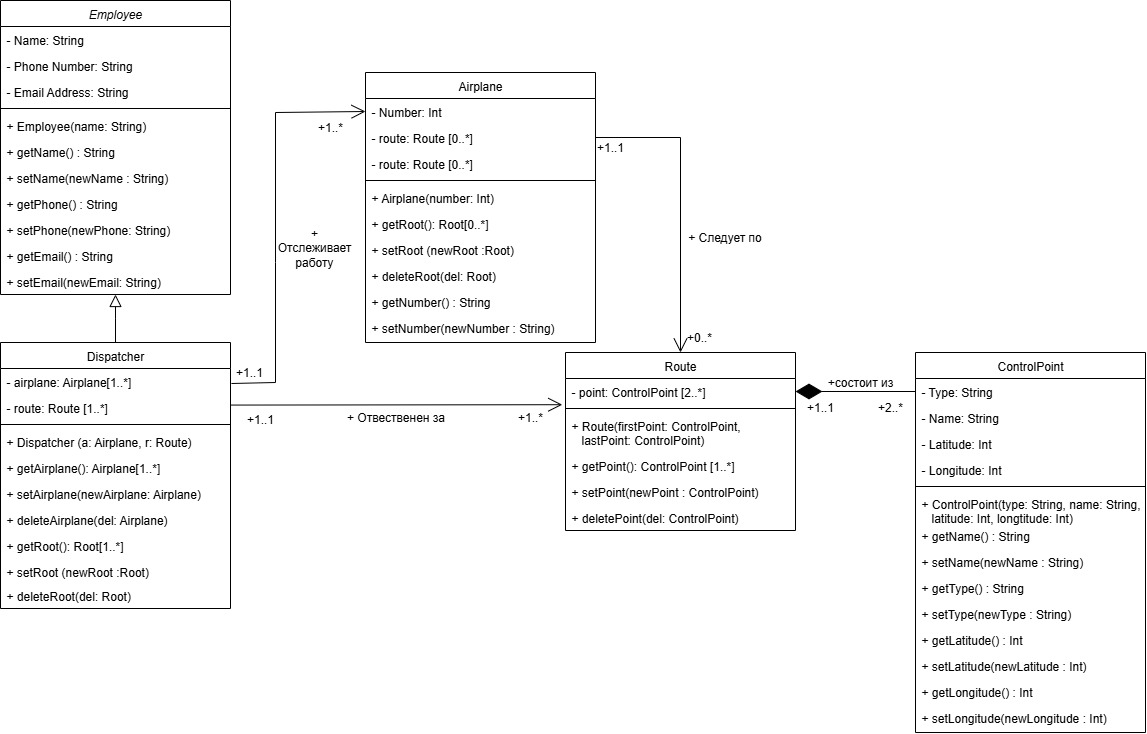 Employee
- Name: String
- Phone Number: String
- Email Address: String
+ Employee(name: String)
+ getName() : String
+ setName(newName : String)
+ getPhone() : String
+ setPhone(newPhone: String)
+ getEmail() : String
+ setEmail(newEmail: String)
Airplane
- Number: Int
- route: Route [0..*]
- route: Route [0..*]
+ Airplane(number: Int)
+ getRoot(): Root[0..*]
+ setRoot (newRoot :Root)
+ deleteRoot(del: Root)
+ getNumber() : String
+ setNumber(newNumber : String)
+1..*
+
Отслеживает
работу
+1..1
+1..1
+ Следует по
+0..*
Dispatcher
- airplane: Airplane[1..*]
- route: Route [1..*]
+ Dispatcher (a: Airplane, r: Route)
+ getAirplane(): Airplane[1..*]
+ setAirplane(newAirplane: Airplane)
+ deleteAirplane(del: Airplane)
+ getRoot(): Root[1..*]
+ setRoot (newRoot :Root)
+ deleteRoot(del: Root)
+1..1
+ Отвественен за
+1..*
Route
- point: ControlPoint [2..*]
+ Route(firstPoint: ControlPoint,
lastPoint: ControlPoint)
+ getPoint(): ControlPoint [1..*]
+ setPoint(newPoint : ControlPoint)
+ deletePoint(del: ControlPoint)
+состоит из
+1..1
+2..*
ControlPoint
- Type: String
- Name: String
- Latitude: Int
- Longitude: Int
+ ControlPoint(type: String, name: String,
latitude: Int, longtitude: Int)
+ getName() : String
+ setName(newName : String)
+ getType() : String
+ setType(newType : String)
+ getLatitude() : Int
+ setLatitude(newLatitude : Int)
+ getLongitude() : Int
+ setLongitude(newLongitude : Int)